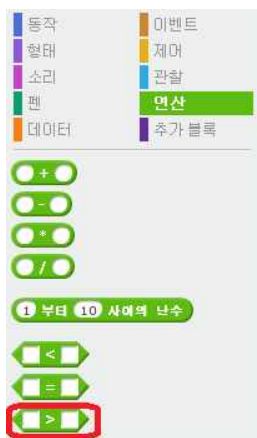 동작 이벤트
형태 제어
소리 관찰
펜 연산
데이터 추가 블록
+
-
*
/
1 부터 10 사이의 난수
<
=
>